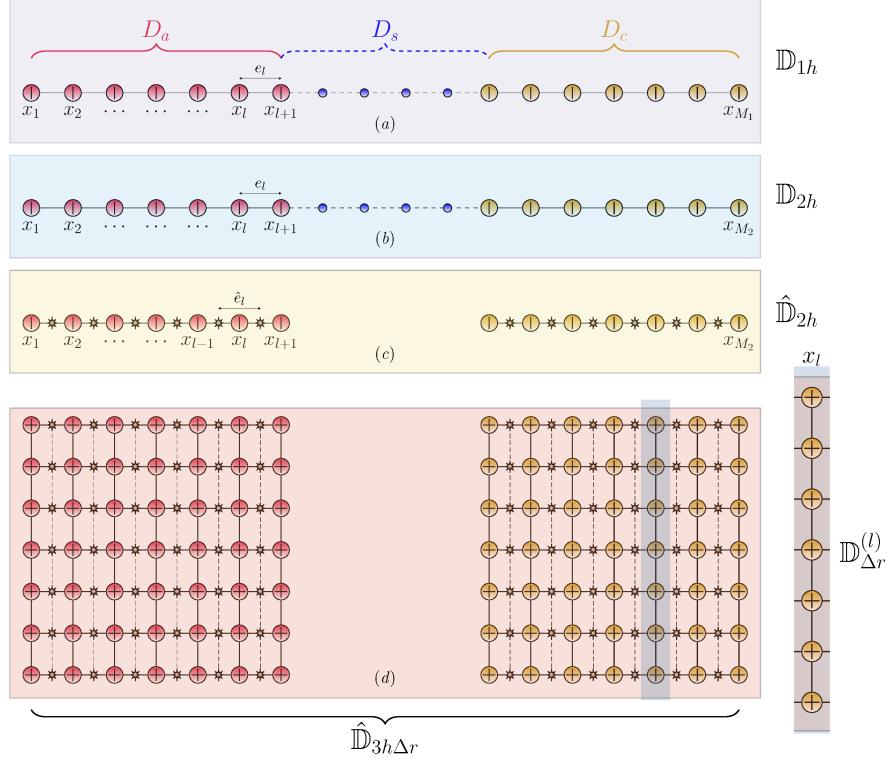 D_a D_s D_c
𝔻_{1h}
e_l
x_1 x_2 ⋯ ⋯ x_l x_{l+1} x_{M_1}
(a)
𝔻_{2h}
e_l
x_1 x_2 ⋯ ⋯ x_l x_{l+1} x_{M_2}
(b)
𝔻̂_{2h}
ê_l
x_1 x_2 ⋯ ⋯ x_{l−1} x_l x_{l+1} x_{M_2}
(c)
x_l
𝔻_{Δr}^{(l)}
(d)
𝔻̂_{3hΔr}